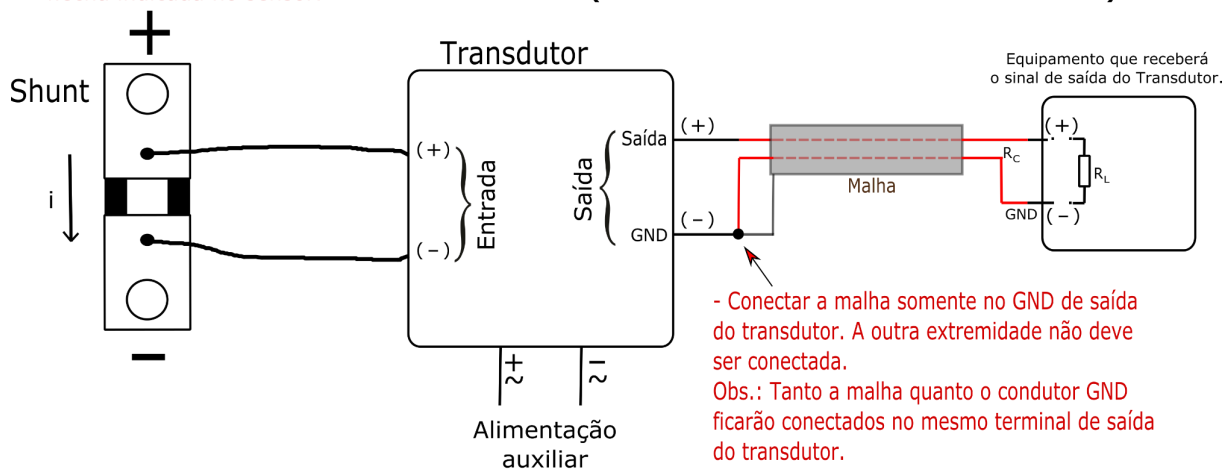 +
Shunt
i
−
Transdutor
(+)
(-)
Entrada
Saída
Saída
GND
(+)
(-)
+
~
−
~
Alimentação
auxiliar
Malha
R_C
Equipamento que receberá
o sinal de saída do Transdutor.
(+)
R_L
GND
(-)
- Conectar a malha somente no GND de saída
do transdutor. A outra extremidade não deve
ser conectada.
Obs.: Tanto a malha quanto o condutor GND
ficarão conectados no mesmo terminal de saída
do transdutor.